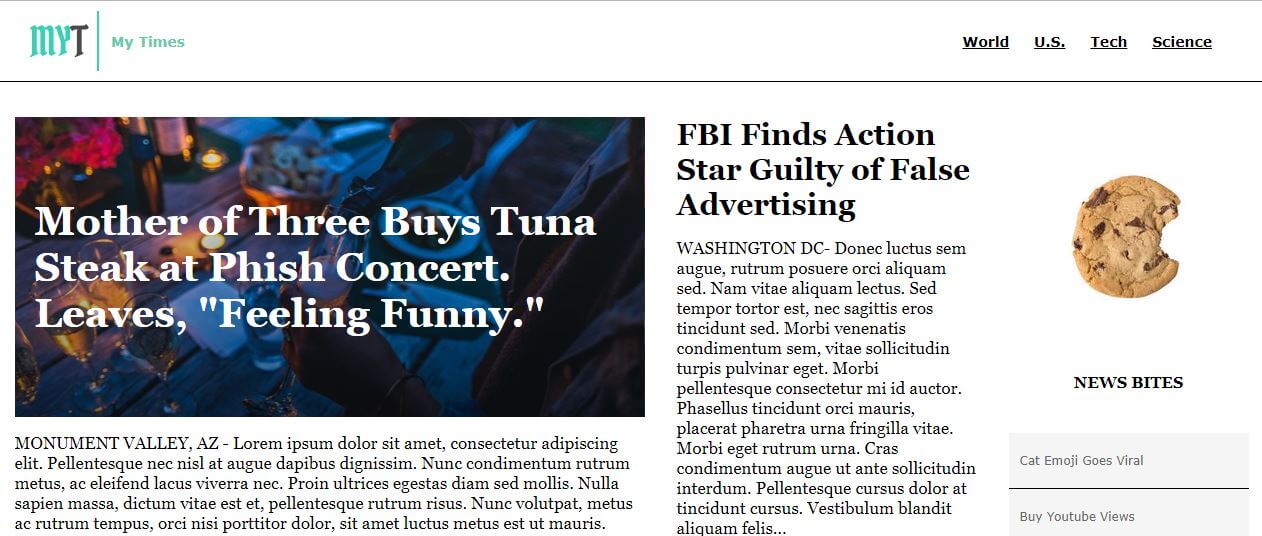 MYT
My Times
World U.S. Tech Science
Mother of Three Buys Tuna
Steak at Phish Concert.
Leaves, "Feeling Funny."
MONUMENT VALLEY, AZ - Lorem ipsum dolor sit amet, consectetur adipiscing
elit. Pellentesque nec nisl at augue dapibus dignissim. Nunc condimentum rutrum
metus, ac eleifend lacus viverra nec. Proin ultrices egestas diam sed mollis. Nulla
sapien massa, dictum vitae est et, pellentesque rutrum risus. Nunc volutpat, metus
ac rutrum tempus, orci nisi porttitor dolor, sit amet luctus metus est ut mauris.
FBI Finds Action
Star Guilty of False
Advertising
WASHINGTON DC- Donec luctus sem
augue, rutrum posuere orci aliquam
sed. Nam vitae aliquam lectus. Sed
tempor tortor est, nec sagittis eros
tincidunt sed. Morbi venenatis
condimentum sem, vitae sollicitudin
turpis pulvinar eget. Morbi
pellentesque consectetur mi id auctor.
Phasellus tincidunt orci mauris,
placerat pharetra urna fringilla vitae.
Morbi eget rutrum urna. Cras
condimentum augue ut ante sollicitudin
interdum. Pellentesque cursus dolor at
tincidunt cursus. Vestibulum blandit
aliquam felis...
NEWS BITES
Cat Emoji Goes Viral
Buy Youtube Views